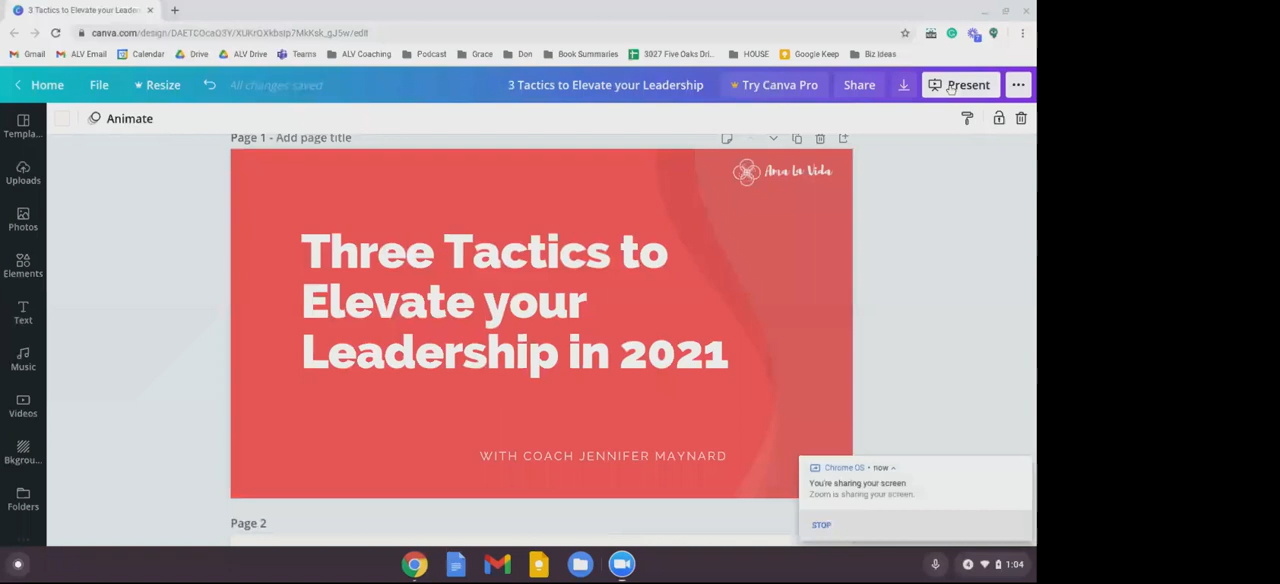 3 Tactics to Elevate your Leader
canva.com/design/DAETCOcaQ3Y/XUKrQXkbsIp7MkKsk_gJ5w/edit
Gmail ALV Email Calendar Drive ALV Drive Teams ALV Coaching Podcast Grace Don Book Summaries 3027 Five Oaks Dri... HOUSE Google Keep Biz Ideas
Home File Resize All changes saved 3 Tactics to Elevate your Leadership Try Canva Pro Share Present
Templa...
Animate
Page 1 - Add page title
Uploads
Photos
Elements
Text
Music
Videos
Bkgrou...
Folders
Ama La Vida
Three Tactics to
Elevate your
Leadership in 2021
WITH COACH JENNIFER MAYNARD
Page 2
Chrome OS • now
You're sharing your screen
Zoom is sharing your screen.
STOP
4 1:04